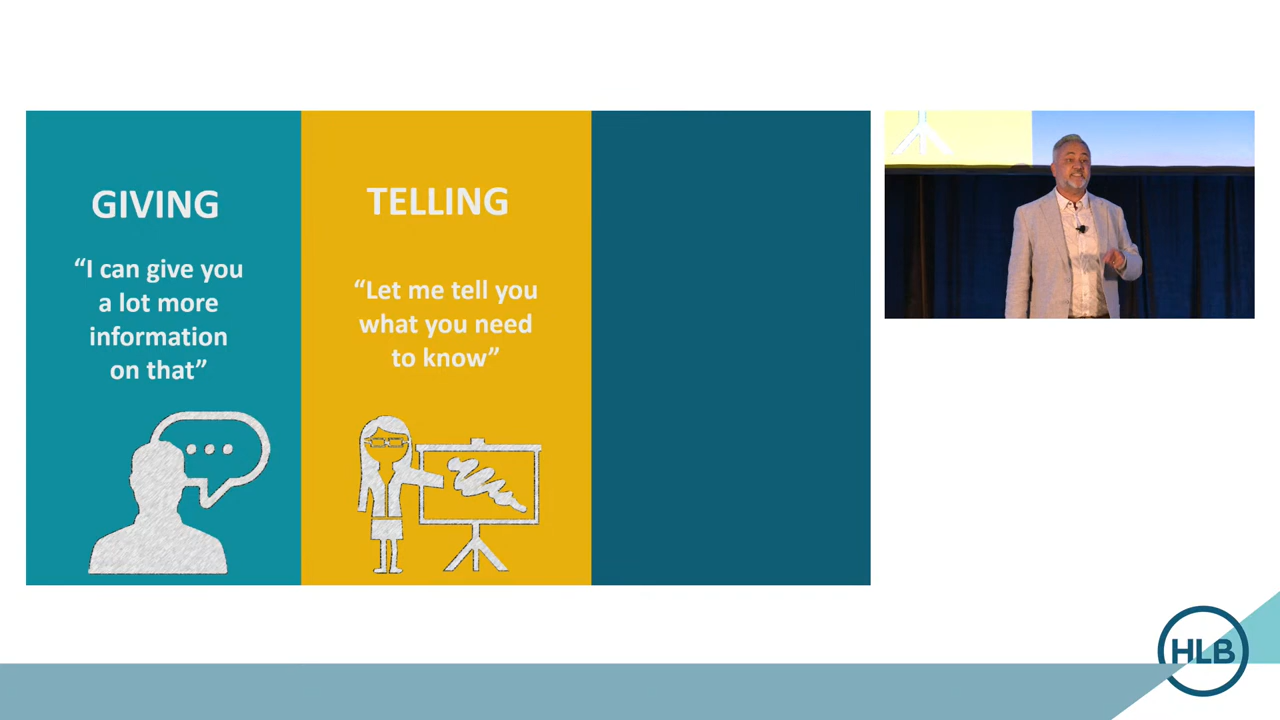 GIVING
“I can give you
a lot more
information
on that”
TELLING
“Let me tell you
what you need
to know”
HLB